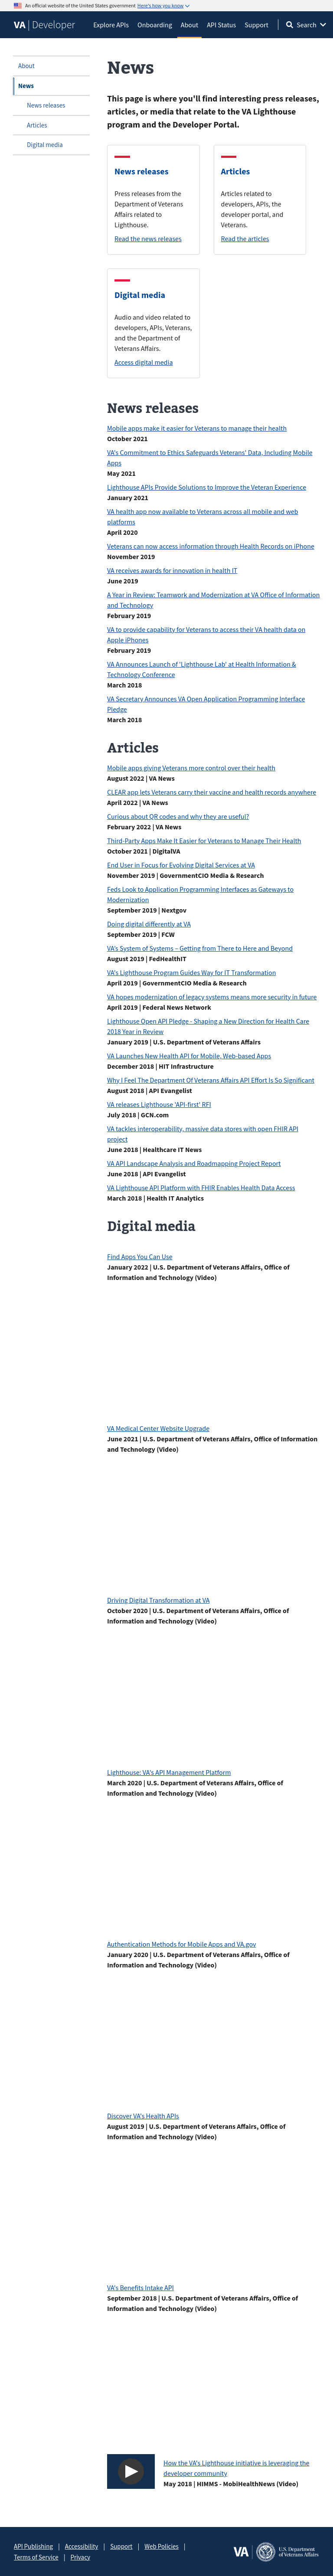 An official website of the United States government Here's how you know
VA | Developer
Explore APIs
Onboarding
About
API Status
Support
Search
About
News
News releases
Articles
Digital media
News
This page is where you'll find interesting press releases,
articles, or media that relate to the VA Lighthouse
program and the Developer Portal.
News releases
Press releases from the
Department of Veterans
Affairs related to
Lighthouse.
Read the news releases
Articles
Articles related to
developers, APIs, the
developer portal, and
Veterans.
Read the articles
Digital media
Audio and video related to
developers, APIs, Veterans,
and the Department of
Veterans Affairs.
Access digital media
News releases
Mobile apps make it easier for Veterans to manage their health
October 2021
VA's Commitment to Ethics Safeguards Veterans' Data, Including Mobile
Apps
May 2021
Lighthouse APIs Provide Solutions to Improve the Veteran Experience
January 2021
VA health app now available to Veterans across all mobile and web
platforms
April 2020
Veterans can now access information through Health Records on iPhone
November 2019
VA receives awards for innovation in health IT
June 2019
A Year in Review: Teamwork and Modernization at VA Office of Information
and Technology
February 2019
VA to provide capability for Veterans to access their VA health data on
Apple iPhones
February 2019
VA Announces Launch of 'Lighthouse Lab' at Health Information &
Technology Conference
March 2018
VA Secretary Announces VA Open Application Programming Interface
Pledge
March 2018
Articles
Mobile apps giving Veterans more control over their health
August 2022 | VA News
CLEAR app lets Veterans carry their vaccine and health records anywhere
April 2022 | VA News
Curious about QR codes and why they are useful?
February 2022 | VA News
Third-Party Apps Make It Easier for Veterans to Manage Their Health
October 2021 | DigitalVA
End User in Focus for Evolving Digital Services at VA
November 2019 | GovernmentCIO Media & Research
Feds Look to Application Programming Interfaces as Gateways to
Modernization
September 2019 | Nextgov
Doing digital differently at VA
September 2019 | FCW
VA's System of Systems – Getting from There to Here and Beyond
August 2019 | FedHealthIT
VA's Lighthouse Program Guides Way for IT Transformation
April 2019 | GovernmentCIO Media & Research
VA hopes modernization of legacy systems means more security in future
April 2019 | Federal News Network
Lighthouse Open API Pledge - Shaping a New Direction for Health Care
2018 Year in Review
January 2019 | U.S. Department of Veterans Affairs
VA Launches New Health API for Mobile, Web-based Apps
December 2018 | HIT Infrastructure
Why I Feel The Department Of Veterans Affairs API Effort Is So Significant
August 2018 | API Evangelist
VA releases Lighthouse 'API-first' RFI
July 2018 | GCN.com
VA tackles interoperability, massive data stores with open FHIR API
project
June 2018 | Healthcare IT News
VA API Landscape Analysis and Roadmapping Project Report
June 2018 | API Evangelist
VA Lighthouse API Platform with FHIR Enables Health Data Access
March 2018 | Health IT Analytics
Digital media
Find Apps You Can Use
January 2022 | U.S. Department of Veterans Affairs, Office of
Information and Technology (Video)
VA Medical Center Website Upgrade
June 2021 | U.S. Department of Veterans Affairs, Office of Information
and Technology (Video)
Driving Digital Transformation at VA
October 2020 | U.S. Department of Veterans Affairs, Office of
Information and Technology (Video)
Lighthouse: VA's API Management Platform
March 2020 | U.S. Department of Veterans Affairs, Office of
Information and Technology (Video)
Authentication Methods for Mobile Apps and VA.gov
January 2020 | U.S. Department of Veterans Affairs, Office of
Information and Technology (Video)
Discover VA's Health APIs
August 2019 | U.S. Department of Veterans Affairs, Office of
Information and Technology (Video)
VA's Benefits Intake API
September 2018 | U.S. Department of Veterans Affairs, Office of
Information and Technology (Video)
How the VA's Lighthouse initiative is leveraging the
developer community
May 2018 | HIMMS - MobiHealthNews (Video)
API Publishing | Accessibility | Support | Web Policies |
Terms of Service | Privacy
VA
U.S. Department
of Veterans Affairs